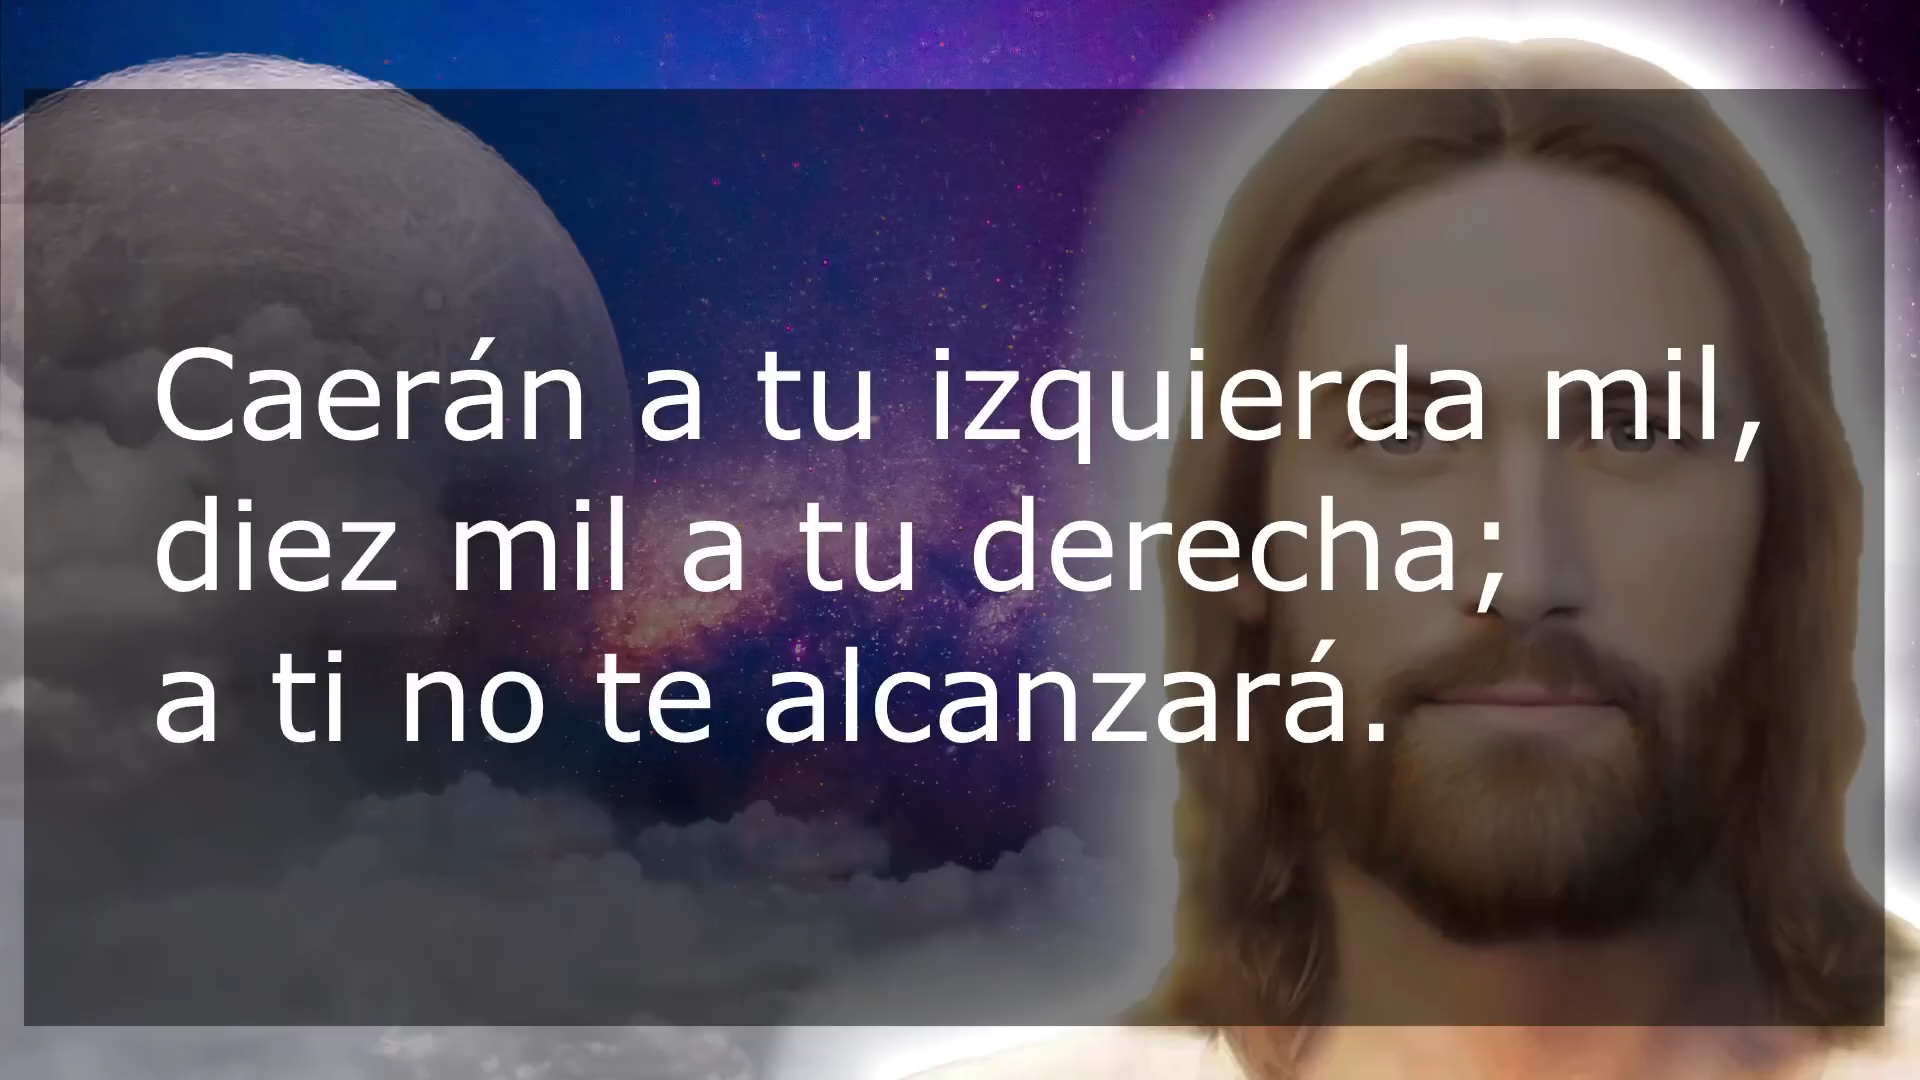 Caerán a tu izquierda mil,
diez mil a tu derecha;
a ti no te alcanzará.